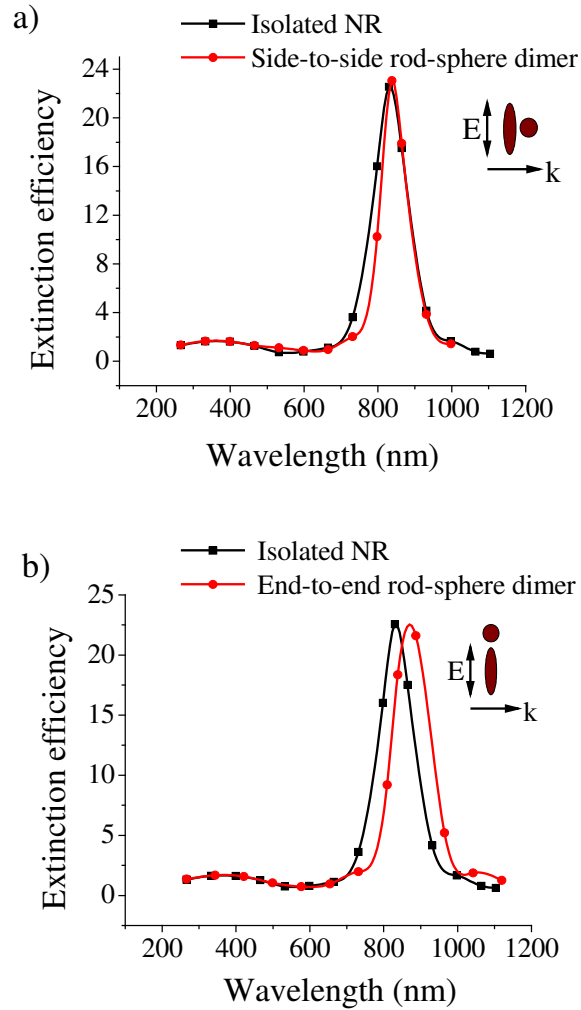 a)
Isolated NR
Side-to-side rod-sphere dimer
24
20
16
12
8
4
0
Extinction efficiency
E
k
200 400 600 800 1000 1200
Wavelength (nm)
b)
Isolated NR
End-to-end rod-sphere dimer
25
20
15
10
5
0
Extinction efficiency
E
k
200 400 600 800 1000 1200
Wavelength (nm)